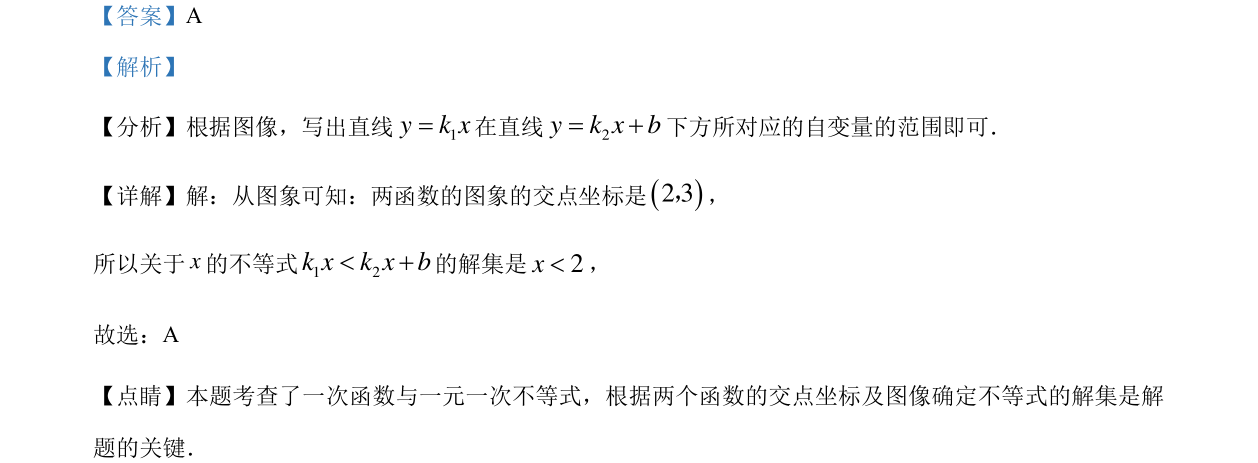 【答案】A
【解析】
【分析】根据图像，写出直线 y = k₁x 在直线 y = k₂x + b 下方所对应的自变量的范围即可．
【详解】解：从图象可知：两函数的图象的交点坐标是(2,3)，
所以关于 x 的不等式 k₁x < k₂x + b 的解集是 x < 2，
故选：A
【点睛】本题考查了一次函数与一元一次不等式，根据两个函数的交点坐标及图像确定不等式的解集是解
题的关键．